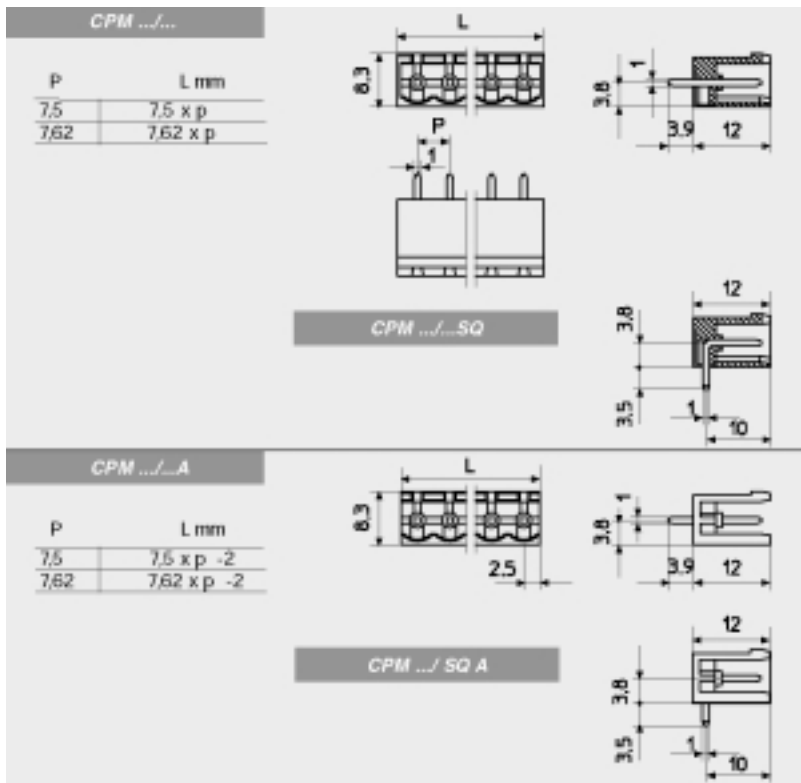 CPM .../...
P L mm
7,5 7,5 x p
7,62 7,62 x p
L
8.3
P
1
1
3.8
3.9 12
CPM .../...SQ
12
3.8
3.5
1
10
CPM .../...A
P L mm
7,5 7,5 x p -2
7,62 7,62 x p -2
L
8.3
2.5
1
3.8
3.9 12
CPM .../ SQ A
12
3.8
3.5
1
10